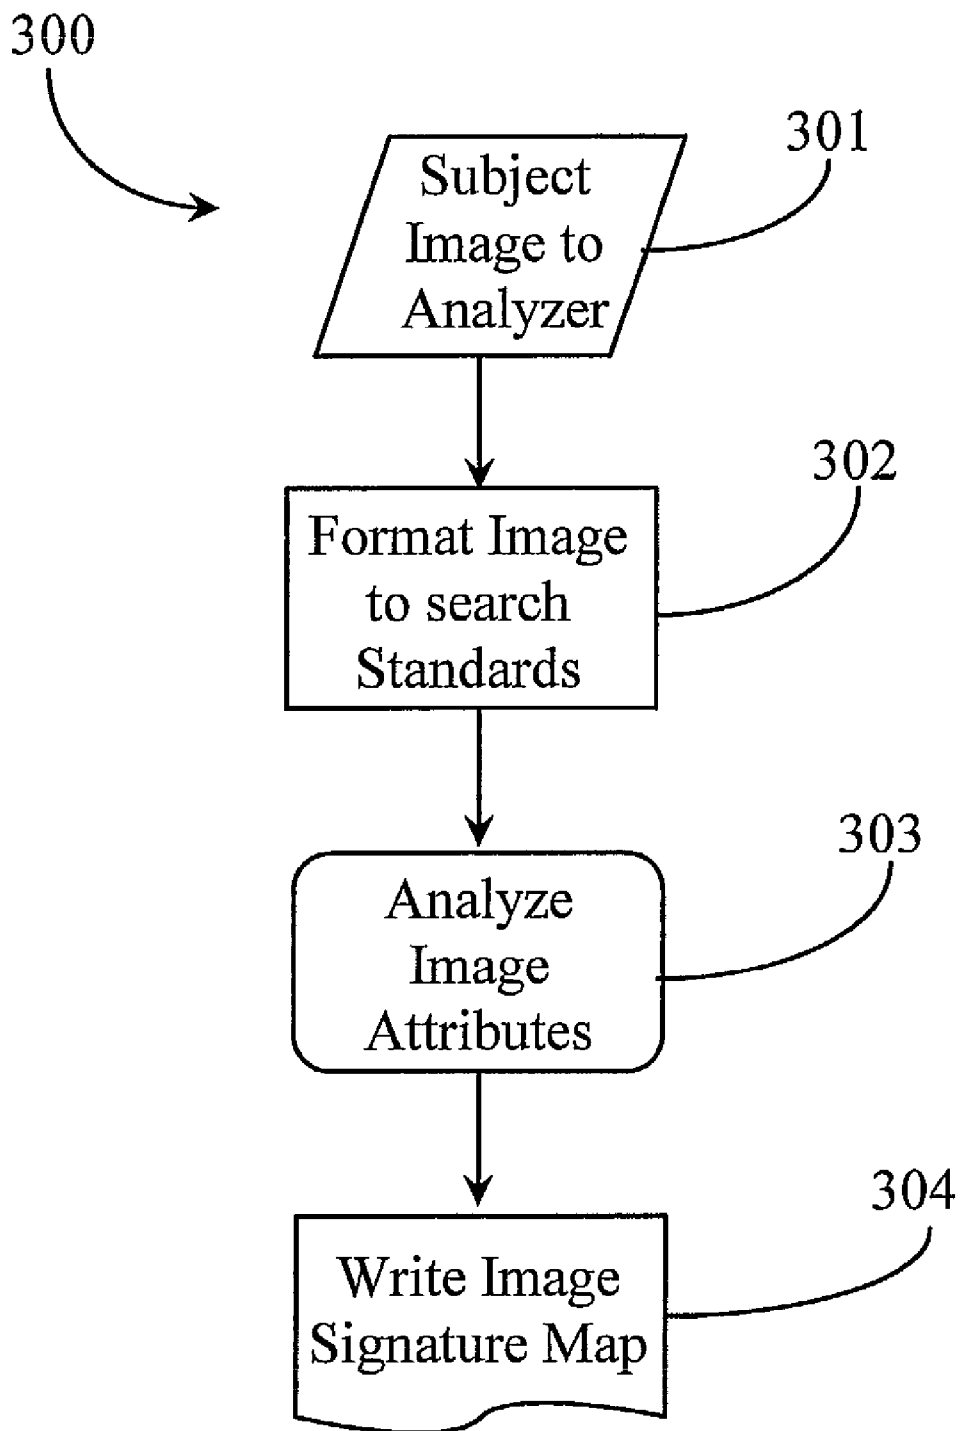 300
301
Subject
Image to
Analyzer
302
Format Image
to search
Standards
303
Analyze
Image
Attributes
304
Write Image
Signature Map